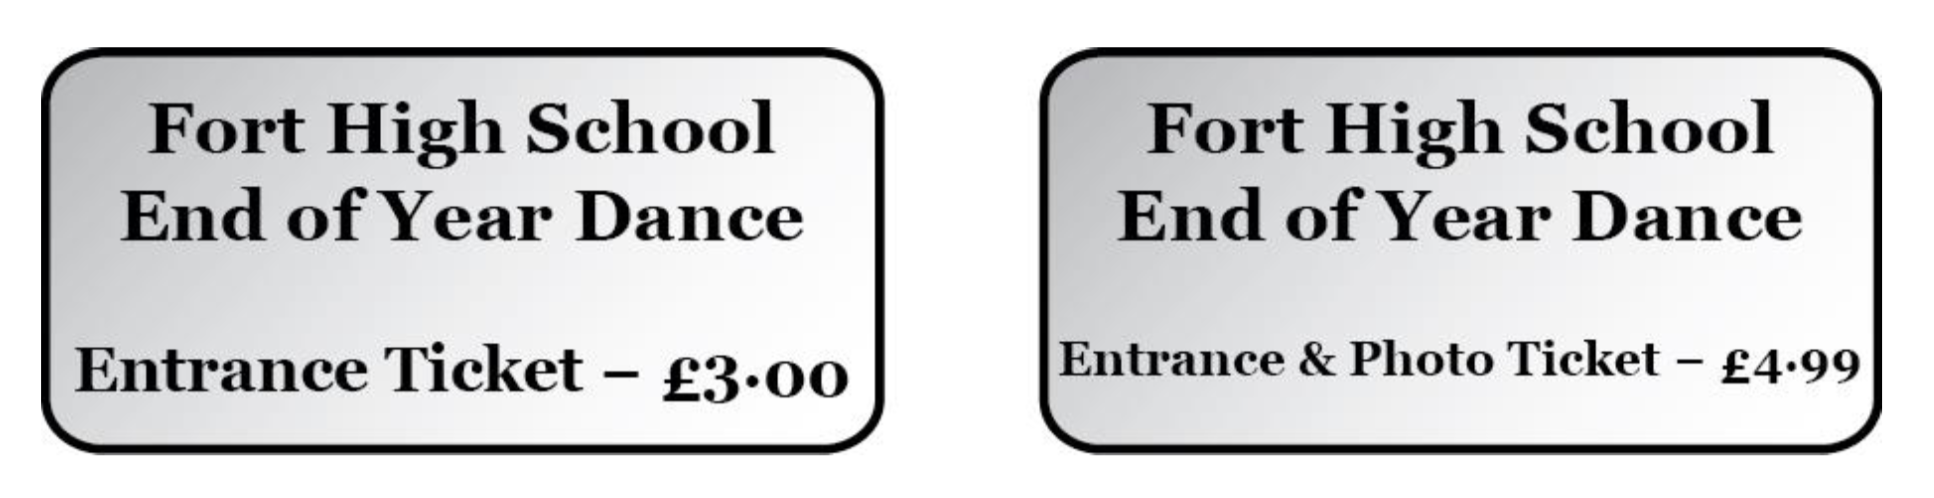 Fort High School
End of Year Dance
Entrance Ticket – £3·00
Fort High School
End of Year Dance
Entrance & Photo Ticket – £4·99